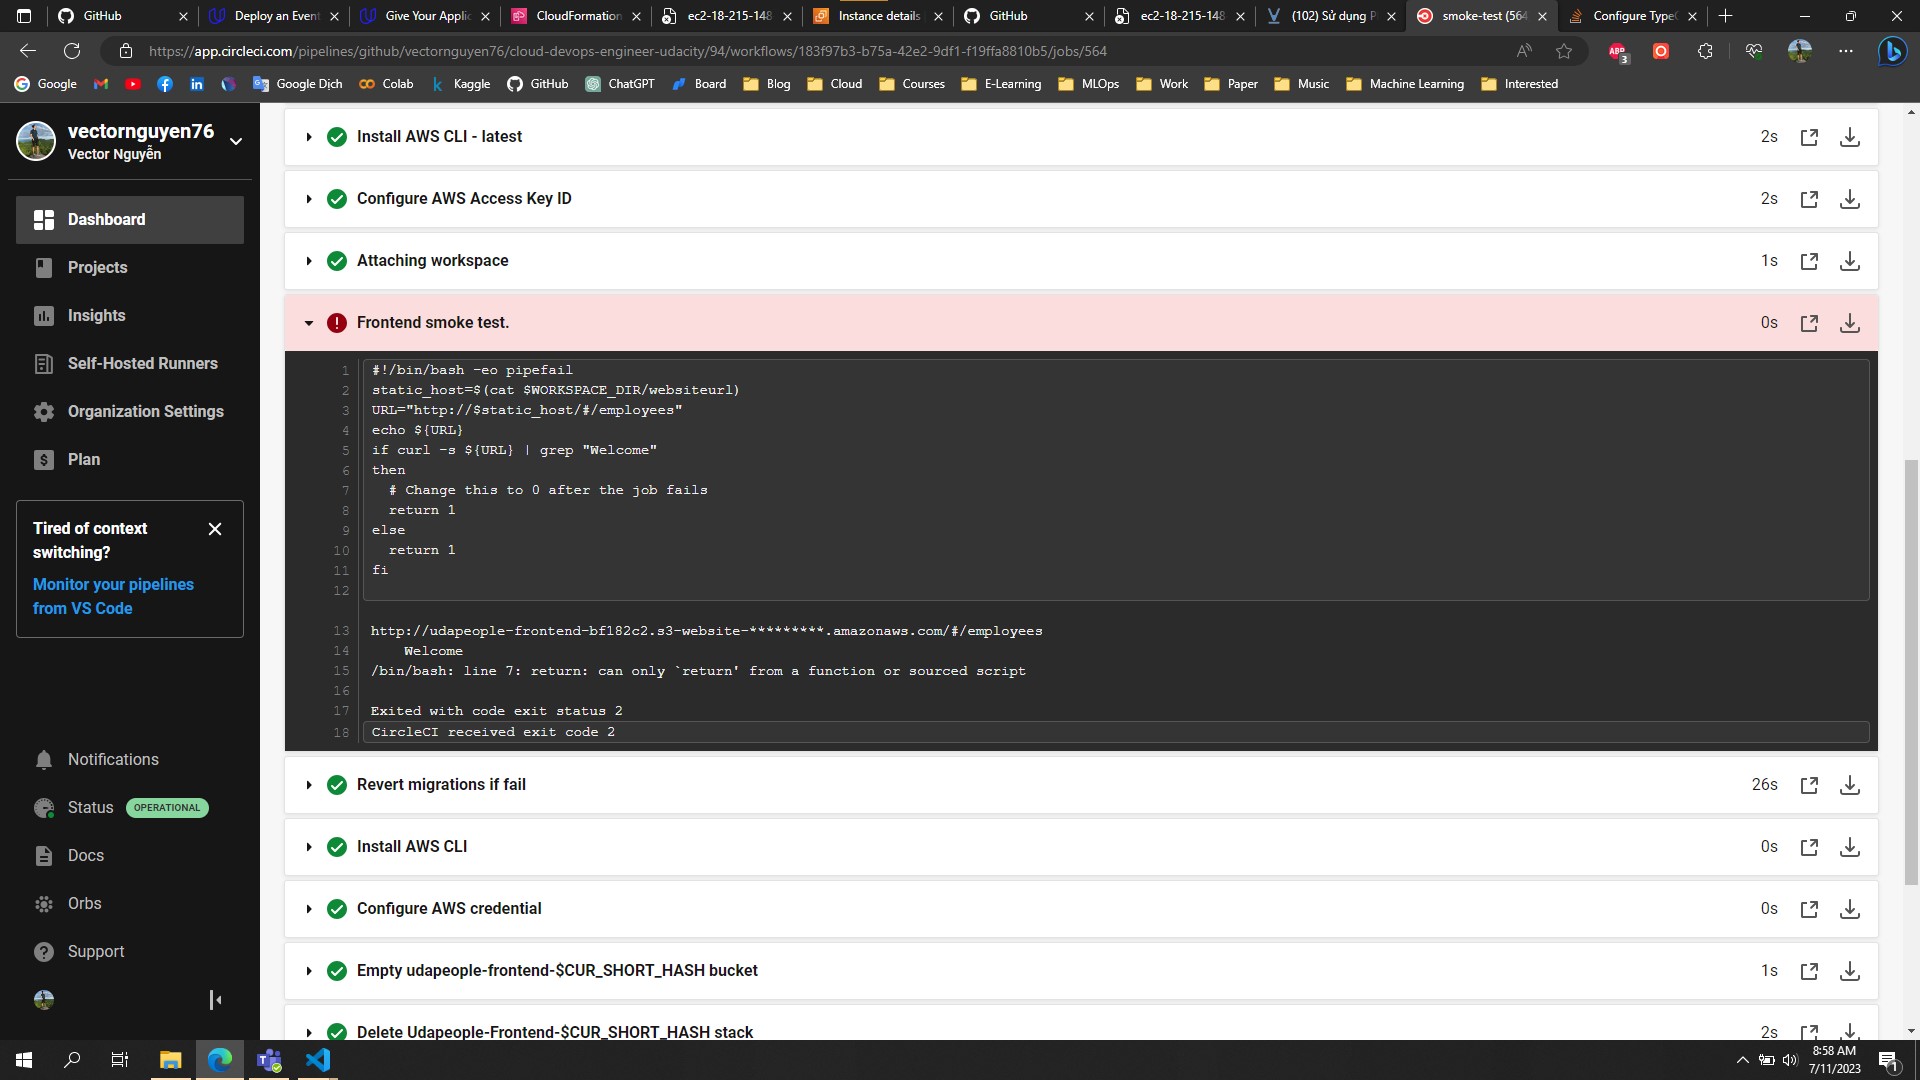 GitHub
Deploy an Event
Give Your Applic
CloudFormation
ec2-18-215-148
Instance details
GitHub
ec2-18-215-148
(102) Sử dụng P
smoke-test (564
Configure Type
https://app.circleci.com/pipelines/github/vectornguyen76/cloud-devops-engineer-udacity/94/workflows/183f97b3-b75a-42e2-9df1-f19ffa8810b5/jobs/564
ABP
3
Google
Google Dịch
Colab
Kaggle
GitHub
ChatGPT
Board
Blog
Cloud
Courses
E-Learning
MLOps
Work
Paper
Music
Machine Learning
Interested
vectornguyen76
Vector Nguyễn
Dashboard
Projects
Insights
Self-Hosted Runners
Organization Settings
Plan
Tired of context
switching?
Monitor your pipelines
from VS Code
Notifications
Status OPERATIONAL
Docs
Orbs
Support
Install AWS CLI - latest 2s
Configure AWS Access Key ID 2s
Attaching workspace 1s
Frontend smoke test. 0s
1 #!/bin/bash -eo pipefail
2 static_host=$(cat $WORKSPACE_DIR/websiteurl)
3 URL="http://$static_host/#/employees"
4 echo ${URL}
5 if curl -s ${URL} | grep "Welcome"
6 then
7   # Change this to 0 after the job fails
8   return 1
9 else
10   return 1
11 fi
12
13 http://udapeople-frontend-bf182c2.s3-website-*********.amazonaws.com/#/employees
14     Welcome
15 /bin/bash: line 7: return: can only `return' from a function or sourced script
16
17 Exited with code exit status 2
18 CircleCI received exit code 2
Revert migrations if fail 26s
Install AWS CLI 0s
Configure AWS credential 0s
Empty udapeople-frontend-$CUR_SHORT_HASH bucket 1s
Delete Udapeople-Frontend-$CUR_SHORT_HASH stack 2s
8:58 AM
7/11/2023
1